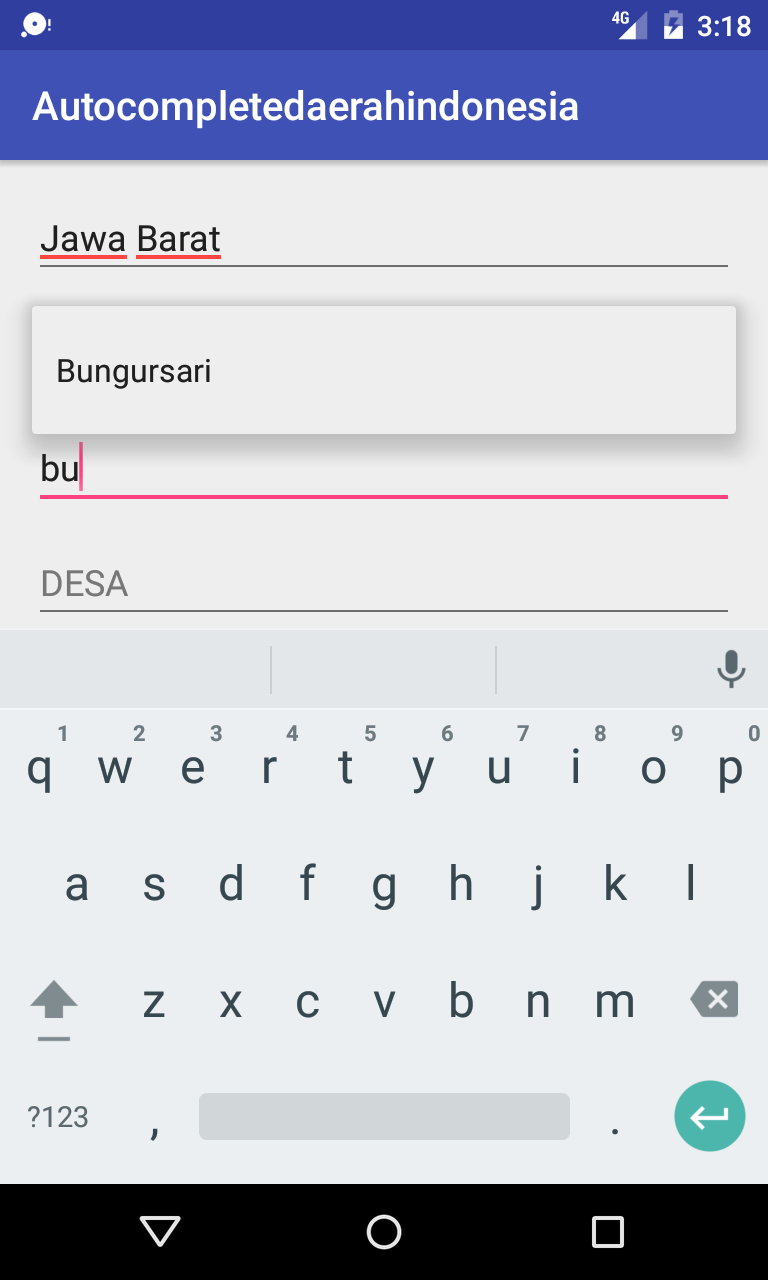 4G 3:18
Autocompletedaerahindonesia
Jawa Barat
Bungursari
bu
DESA
1 2 3 4 5 6 7 8 9 0
q w e r t y u i o p
a s d f g h j k l
z x c v b n m
?123 , .